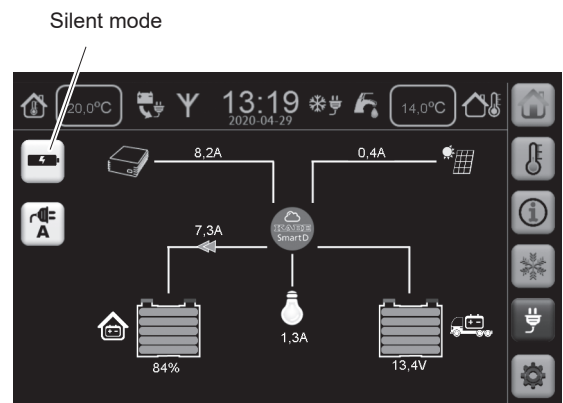 Silent mode
20,0°C
13:19
14,0°C
2020-04-29
8,2A
0,4A
A
KABE
SmartD
7,3A
1,3A
84%
13,4V